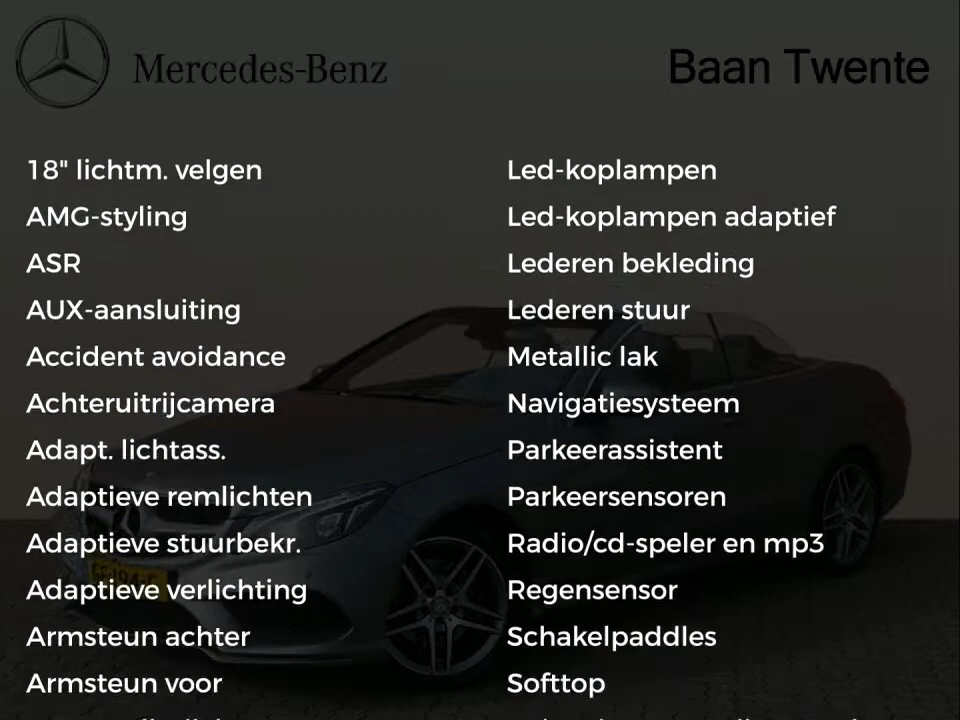 Mercedes-Benz
Baan Twente
18" lichtm. velgen
AMG-styling
ASR
AUX-aansluiting
Accident avoidance
Achteruitrijcamera
Adapt. lichtass.
Adaptieve remlichten
Adaptieve stuurbekr.
Adaptieve verlichting
Armsteun achter
Armsteun voor
Led-koplampen
Led-koplampen adaptief
Lederen bekleding
Lederen stuur
Metallic lak
Navigatiesysteem
Parkeerassistent
Parkeersensoren
Radio/cd-speler en mp3
Regensensor
Schakelpaddles
Softtop